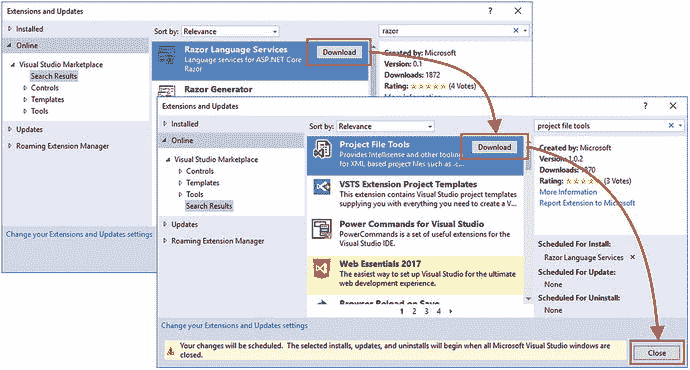 Extensions and Updates
? ×
Installed
Sort by: Relevance
razor
Online
Visual Studio Marketplace
Search Results
Controls
Templates
Tools
Updates
Roaming Extension Manager
Change your Extensions and Updates settings
Razor Language Services
Download
Language services for ASP.NET Core
Razor
Razor Generator
Created by: Microsoft
Version: 0.1
Downloads: 1872
Rating: (4 Votes)
More Information
Extensions and Updates
? ×
Installed
Sort by: Relevance
project file tools
Online
Visual Studio Marketplace
Controls
Templates
Tools
Search Results
Updates
Roaming Extension Manager
Project File Tools
Download
Provides Intellisense and other tooling
for XML based project files such as .c...
VSTS Extension Project Templates
This extension contains Visual Studio project templates
supplying you with everything you need to create a V...
Power Commands for Visual Studio
PowerCommands is a set of useful extensions for the
Visual Studio IDE.
Web Essentials 2017
The easiest way to set up Visual Studio for the ultimate
web development experience.
Browser Reload on Save
1 2 3 4
Created by: Microsoft
Version: 1.0.2
Downloads: 870
Rating: (3 Votes)
More Information
Report Extension to Microsoft
Scheduled For Install:
Razor Language Services ×
Scheduled For Update:
None
Scheduled For Uninstall:
None
Change your Extensions and Updates settings
Your changes will be scheduled. The selected installs, updates, and uninstalls will begin when all Microsoft Visual Studio windows are
closed.
Close